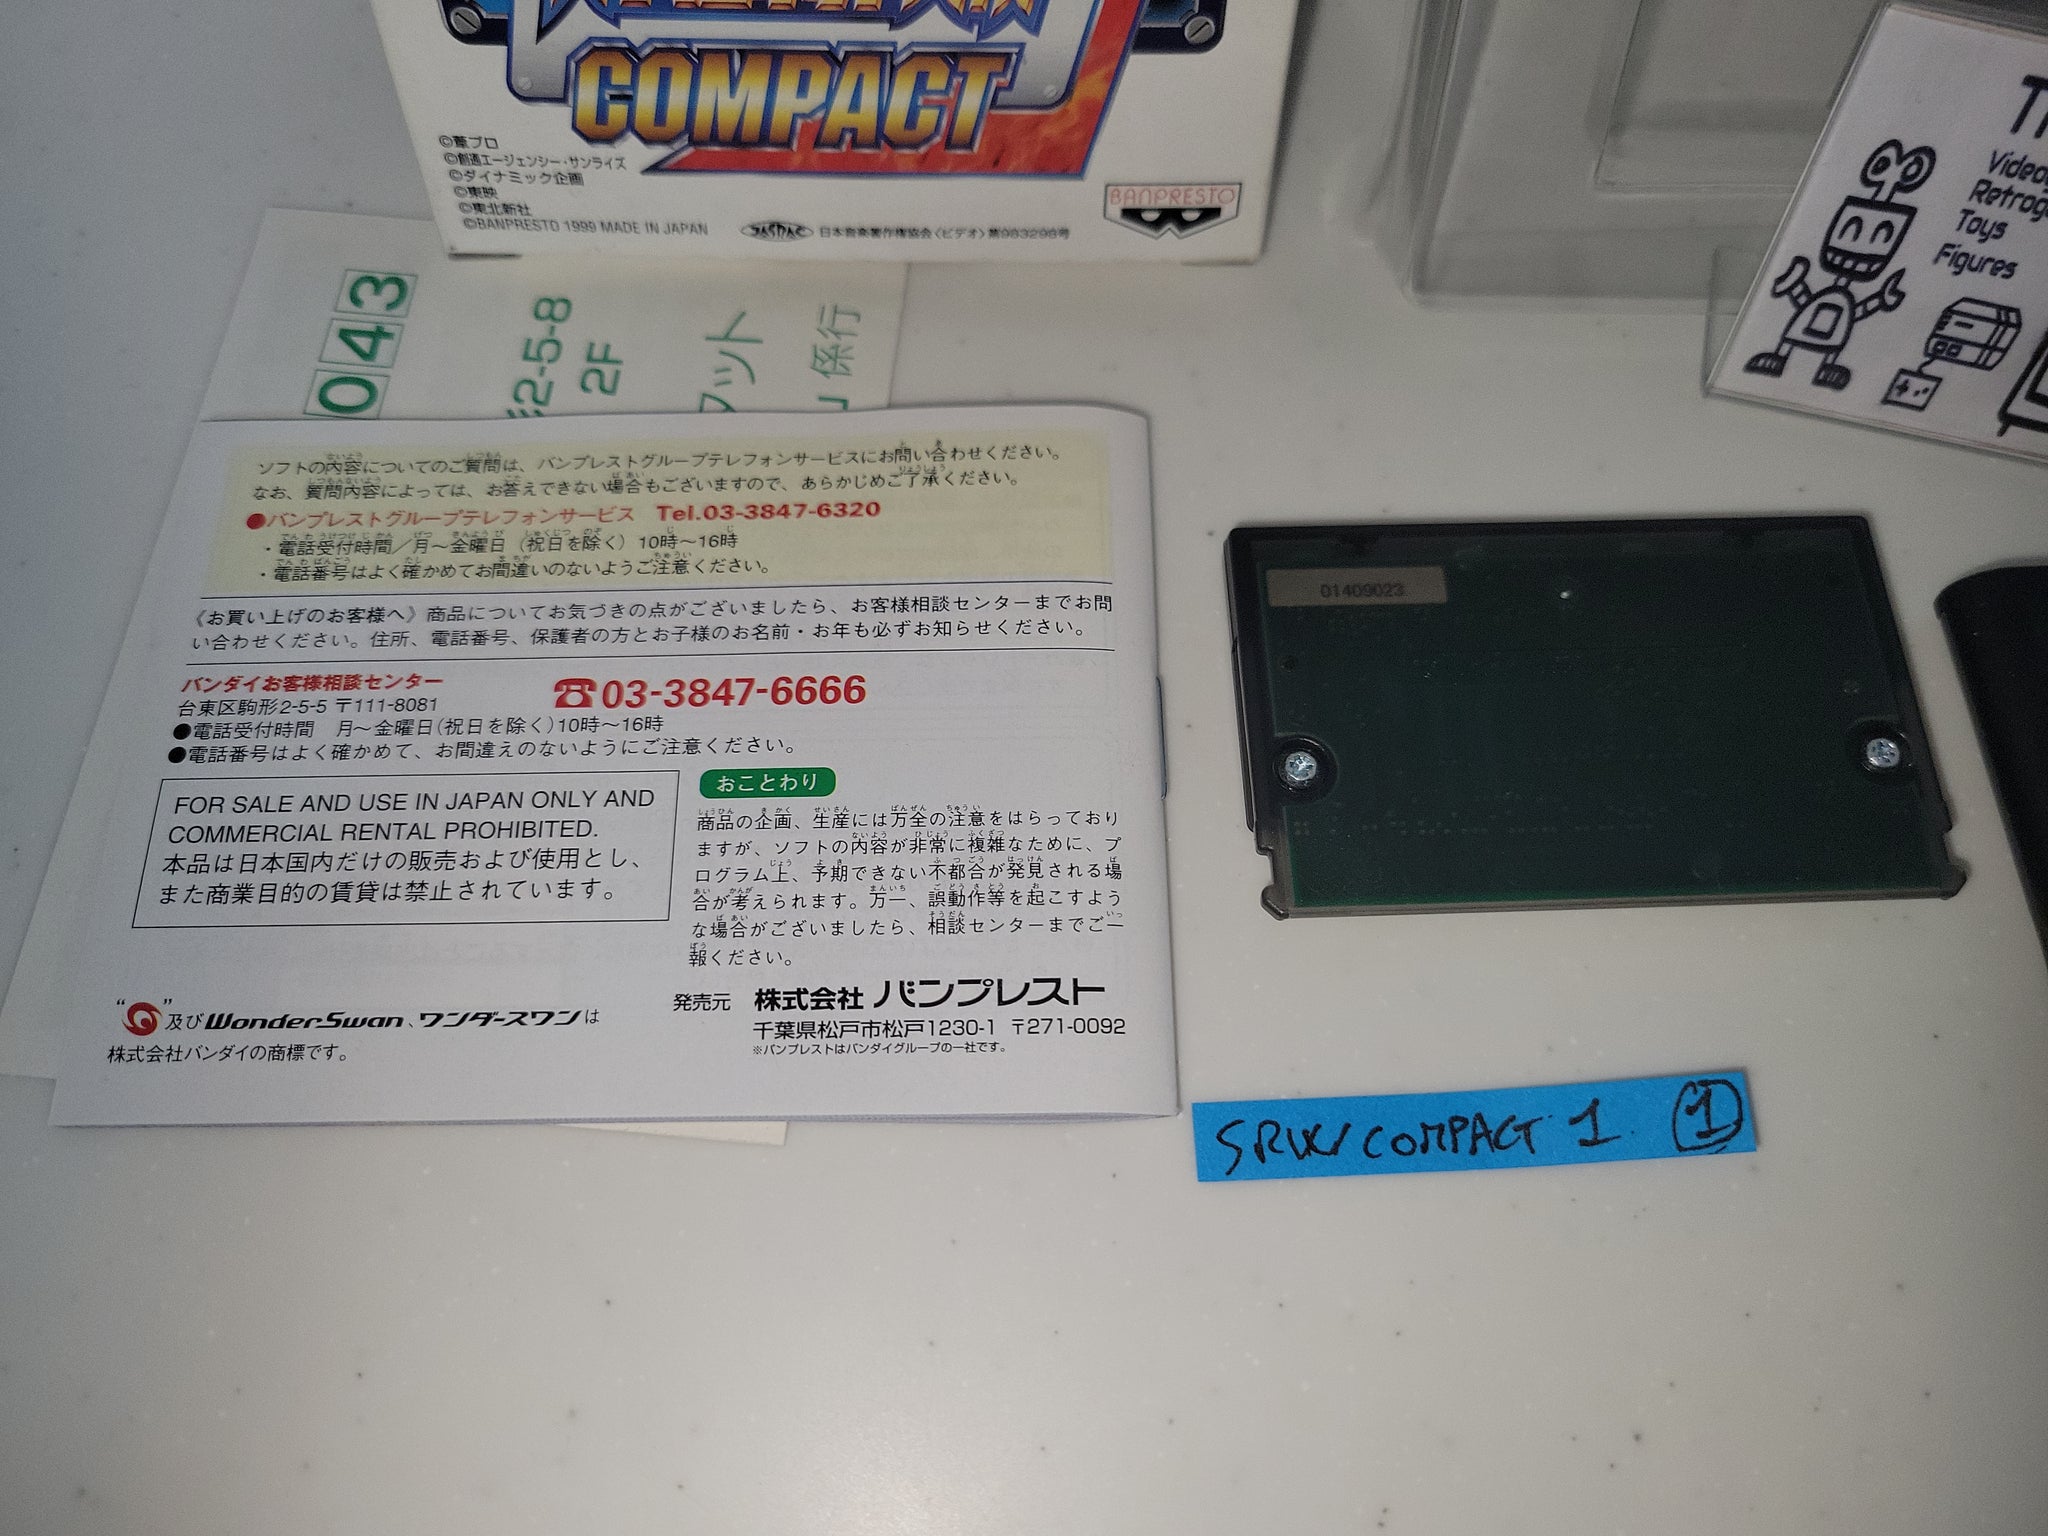 COMPACT
©葦プロ
©創通エージェンシー・サンライズ
©ダイナミック企画
©東映
©東北新社
©BANPRESTO 1999 MADE IN JAPAN
JASRAC
日本音楽著作権協会〈ビデオ〉第983298号
BANPRESTO
Toys
Figures
043
2-5-8
2F
ット
係行
ソフトの内容についてのご質問は、バンプレストグループテレフォンサービスにお問い合わせください。
なお、質問内容によっては、お答えできない場合もございますので、あらかじめご了承ください。
●バンプレストグループテレフォンサービス Tel.03-3847-6320
・電話受付時間／月〜金曜日（祝日を除く）10時〜16時
・電話番号はよく確かめてお間違いのないようご注意ください。
《お買い上げのお客様へ》商品についてお気づきの点がございましたら、お客様相談センターまでお問
い合わせください。住所、電話番号、保護者の方とお子様のお名前・お年も必ずお知らせください。
バンダイお客様相談センター
☎03-3847-6666
台東区駒形2-5-5 〒111-8081
●電話受付時間 月〜金曜日(祝日を除く)10時〜16時
●電話番号はよく確かめて、お間違えのないようにご注意ください。
FOR SALE AND USE IN JAPAN ONLY AND
COMMERCIAL RENTAL PROHIBITED.
本品は日本国内だけの販売および使用とし、
また商業目的の賃貸は禁止されています。
おことわり
商品の企画、生産には万全の注意をはらっており
ますが、ソフトの内容が非常に複雑なために、プ
ログラム上、予期できない不都合が発見される場
合が考えられます。万一、誤動作等を起こすよう
な場合がございましたら、相談センターまでご一
報ください。
"  "及びWonderSwan、ワンダースワンは
株式会社バンダイの商標です。
発売元 株式会社 バンプレスト
千葉県松戸市松戸1230-1 〒271-0092
※バンプレストはバンダイグループの一社です。
01409023
SRW COMPACT 1. 1